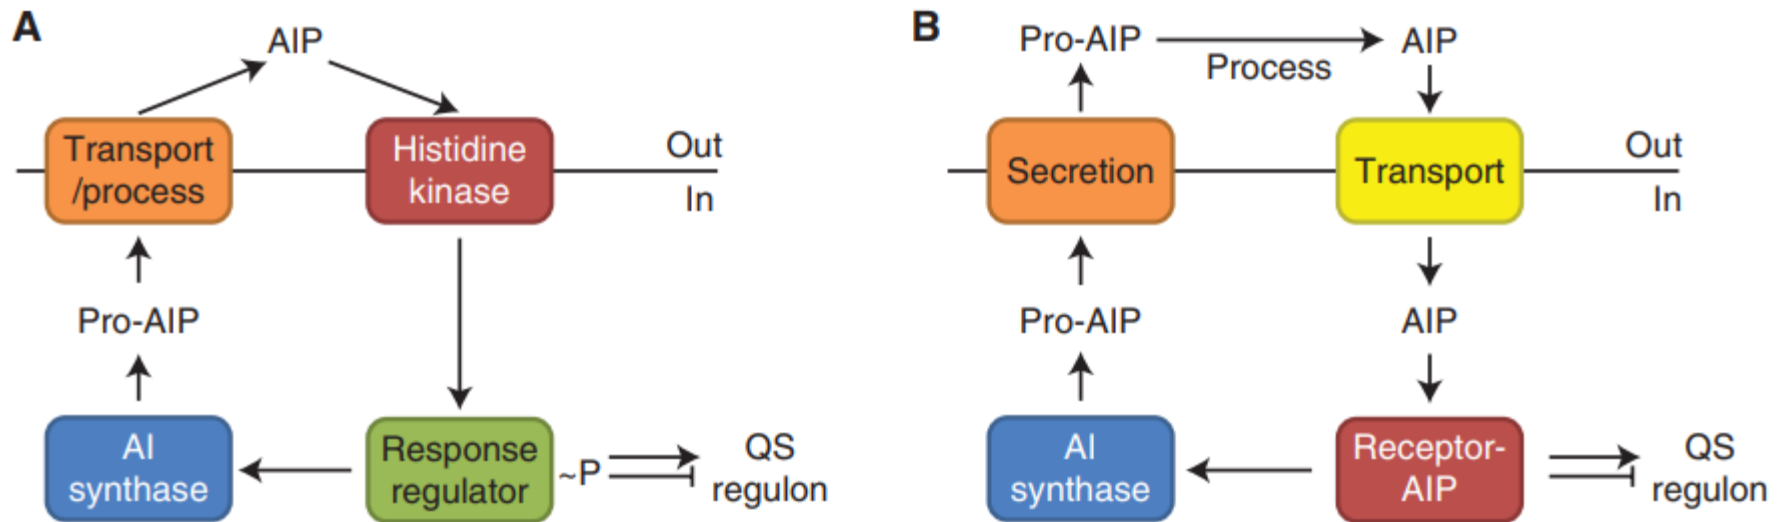 A
AIP
Transport
/process
Histidine
kinase
Out
In
Pro-AIP
AI
synthase
Response
regulator
~P
QS
regulon
B
Pro-AIP
Process
AIP
Secretion
Transport
Out
In
Pro-AIP
AIP
AI
synthase
Receptor-
AIP
QS
regulon